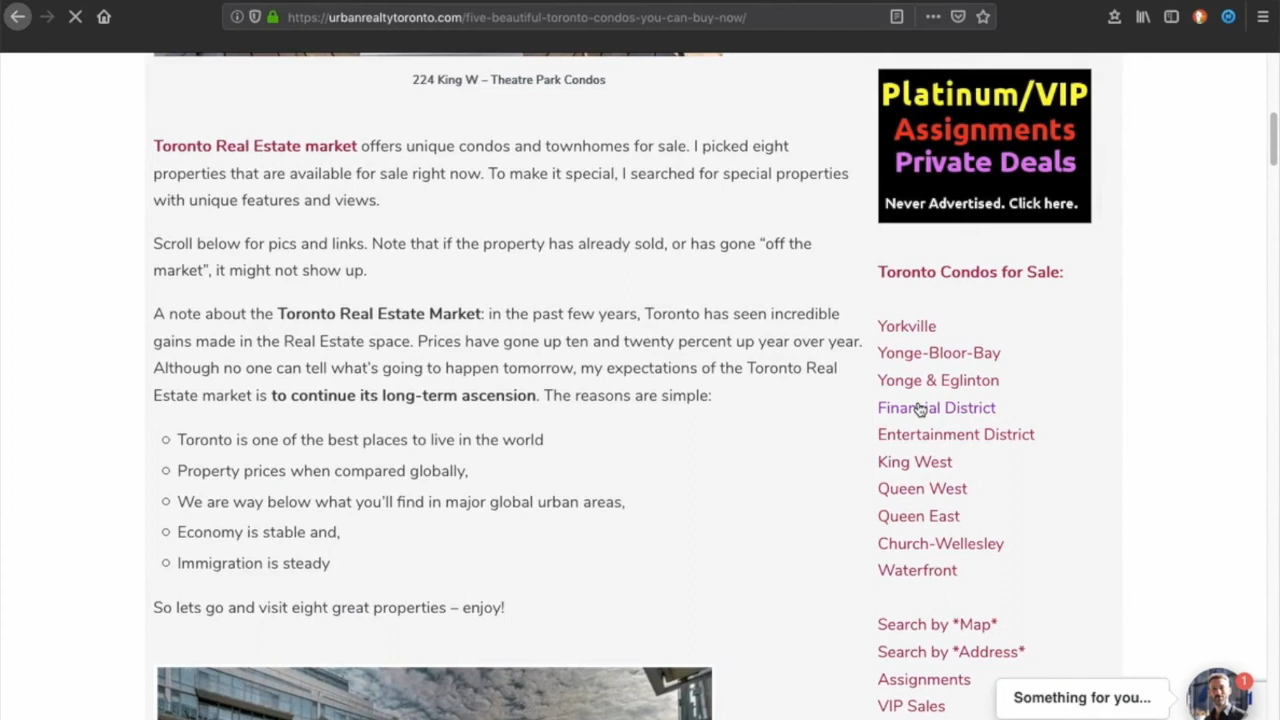 https://urbanrealtytoronto.com/five-beautiful-toronto-condos-you-can-buy-now/
224 King W – Theatre Park Condos
Toronto Real Estate market offers unique condos and townhomes for sale. I picked eight
properties that are available for sale right now. To make it special, I searched for special properties
with unique features and views.
Scroll below for pics and links. Note that if the property has already sold, or has gone “off the
market”, it might not show up.
A note about the Toronto Real Estate Market: in the past few years, Toronto has seen incredible
gains made in the Real Estate space. Prices have gone up ten and twenty percent up year over year.
Although no one can tell what’s going to happen tomorrow, my expectations of the Toronto Real
Estate market is to continue its long-term ascension. The reasons are simple:
Toronto is one of the best places to live in the world
Property prices when compared globally,
We are way below what you’ll find in major global urban areas,
Economy is stable and,
Immigration is steady
So lets go and visit eight great properties – enjoy!
Platinum/VIP
Assignments
Private Deals
Never Advertised. Click here.
Toronto Condos for Sale:
Yorkville
Yonge-Bloor-Bay
Yonge & Eglinton
Financial District
Entertainment District
King West
Queen West
Queen East
Church-Wellesley
Waterfront
Search by *Map*
Search by *Address*
Assignments
VIP Sales
Something for you...
1